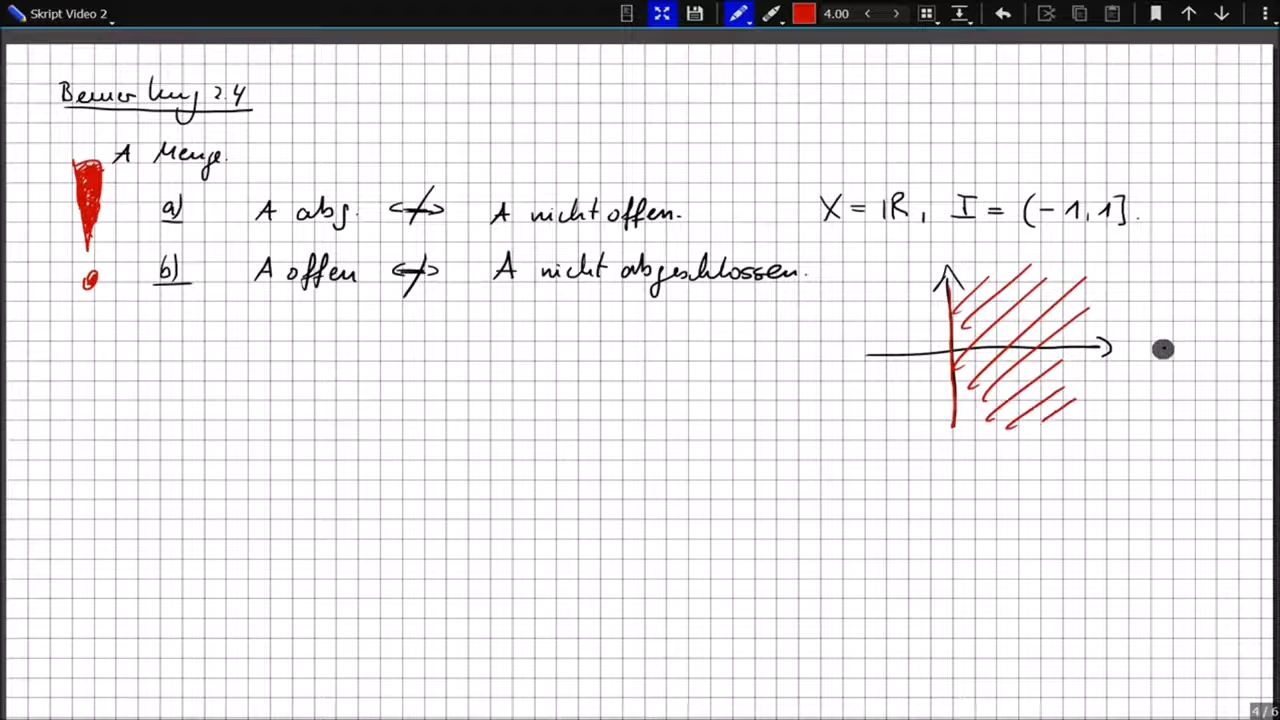 Skript Video 2
4.00
Bemerkung 2.4
A Menge.
a) A abg. ⇎ A nicht offen. X = ℝ, I = (-1, 1].
b) A offen ⇎ A nicht abgeschlossen.
4 / 6